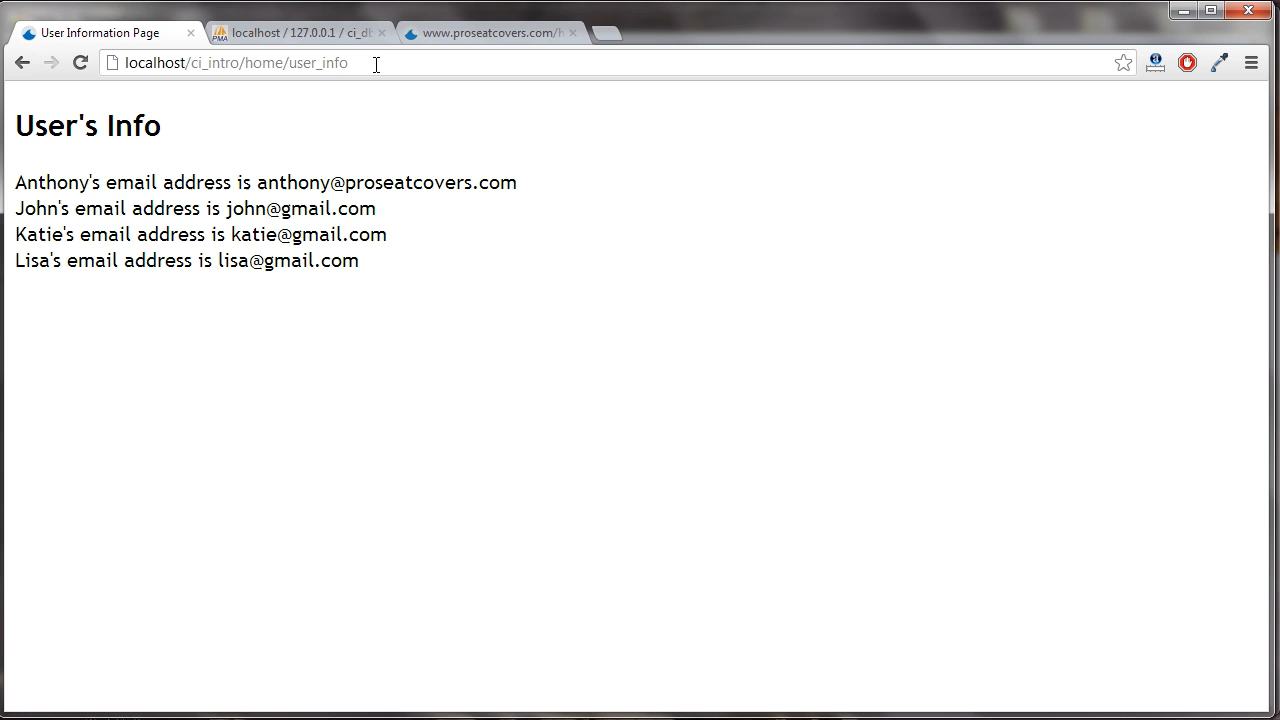 User Information Page
localhost / 127.0.0.1 / ci_db
www.proseatcovers.com/h
localhost/ci_intro/home/user_info
User's Info
Anthony's email address is anthony@proseatcovers.com
John's email address is john@gmail.com
Katie's email address is katie@gmail.com
Lisa's email address is lisa@gmail.com